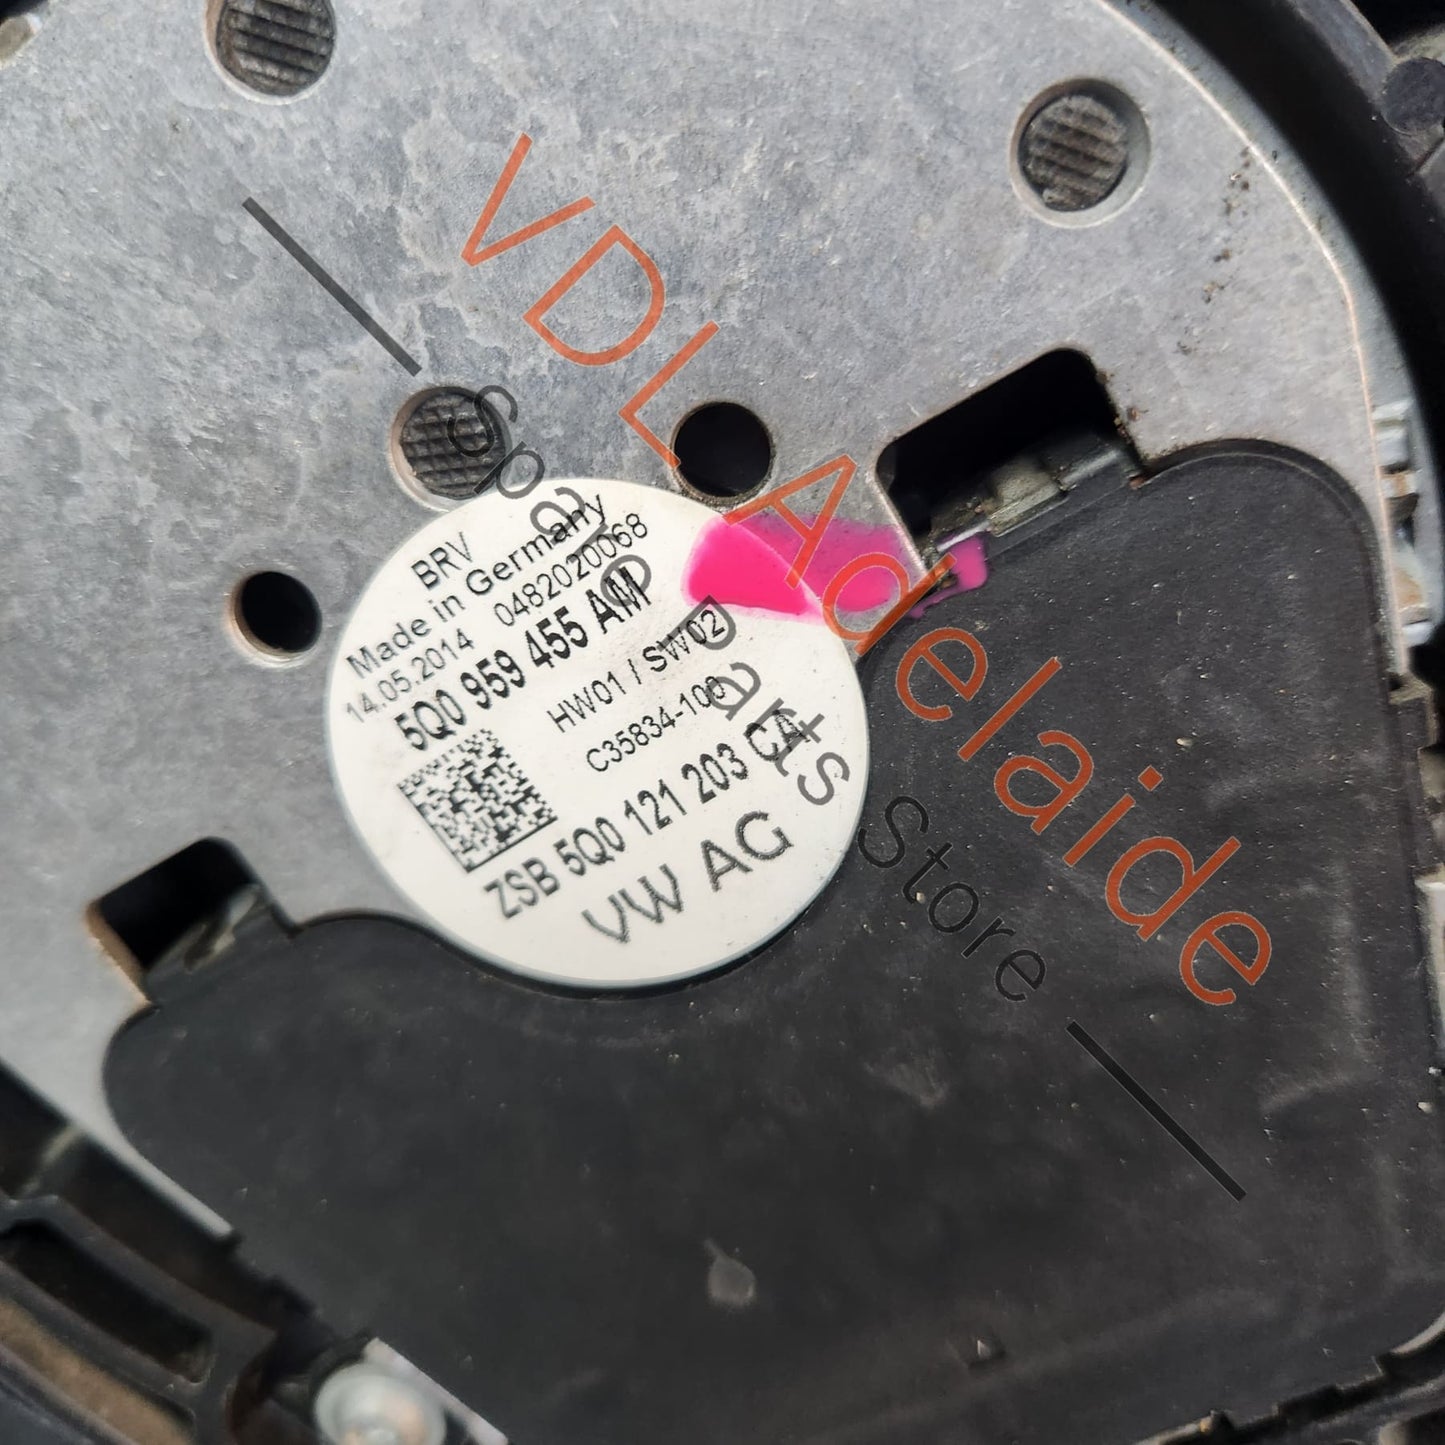 BRV
Made in Germany
14.05.2014 0482020068
5Q0 959 455 AM
HW01 / SW02
C35834-100
ZSB 5Q0 121 203 CA
VW AG
VDL Adelaide
Spare Parts Store